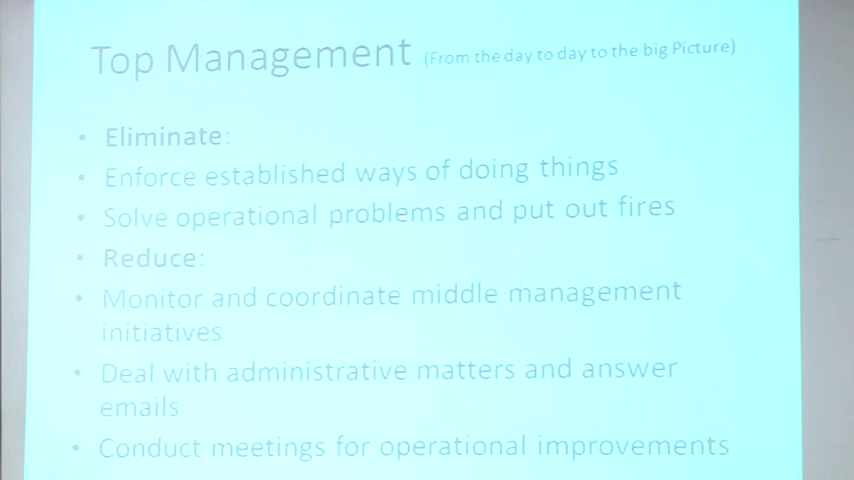 Top Management (From the day to day to the big Picture)
• Eliminate:
• Enforce established ways of doing things
• Solve operational problems and put out fires
• Reduce:
• Monitor and coordinate middle management
initiatives
• Deal with administrative matters and answer
emails
• Conduct meetings for operational improvements